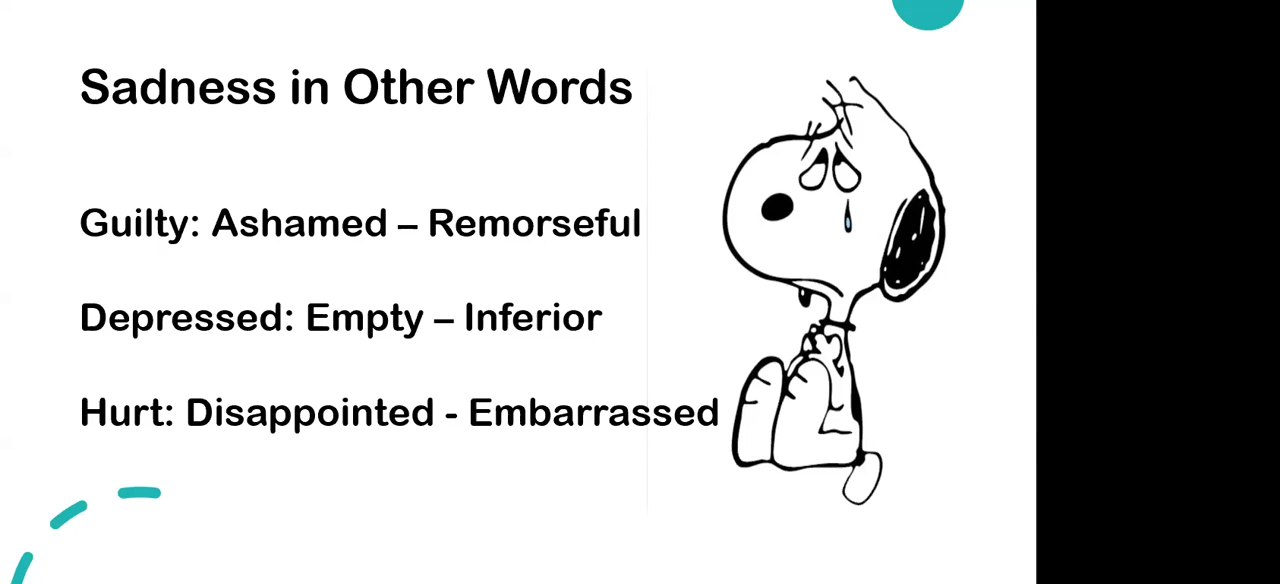 Sadness in Other Words
Guilty: Ashamed – Remorseful
Depressed: Empty – Inferior
Hurt: Disappointed - Embarrassed